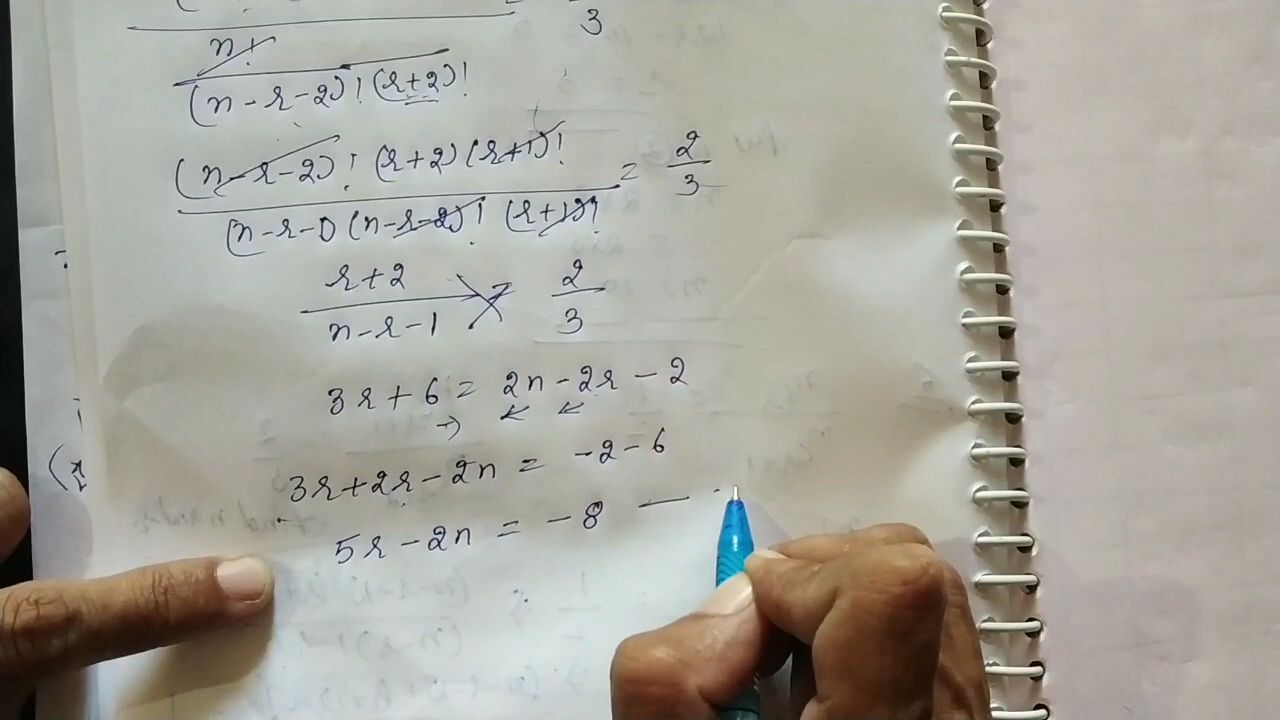 3
n!
(n-r-2)! (r+2)!
(n-r-2)! (r+2) (r+1)! = 2
(n-r-1) (n-r-2)! (r+1)! 3
r+2 = 2
n-r-1 3
3r+6 = 2n-2r-2
3r+2r-2n = -2-6
5r-2n = -8 —